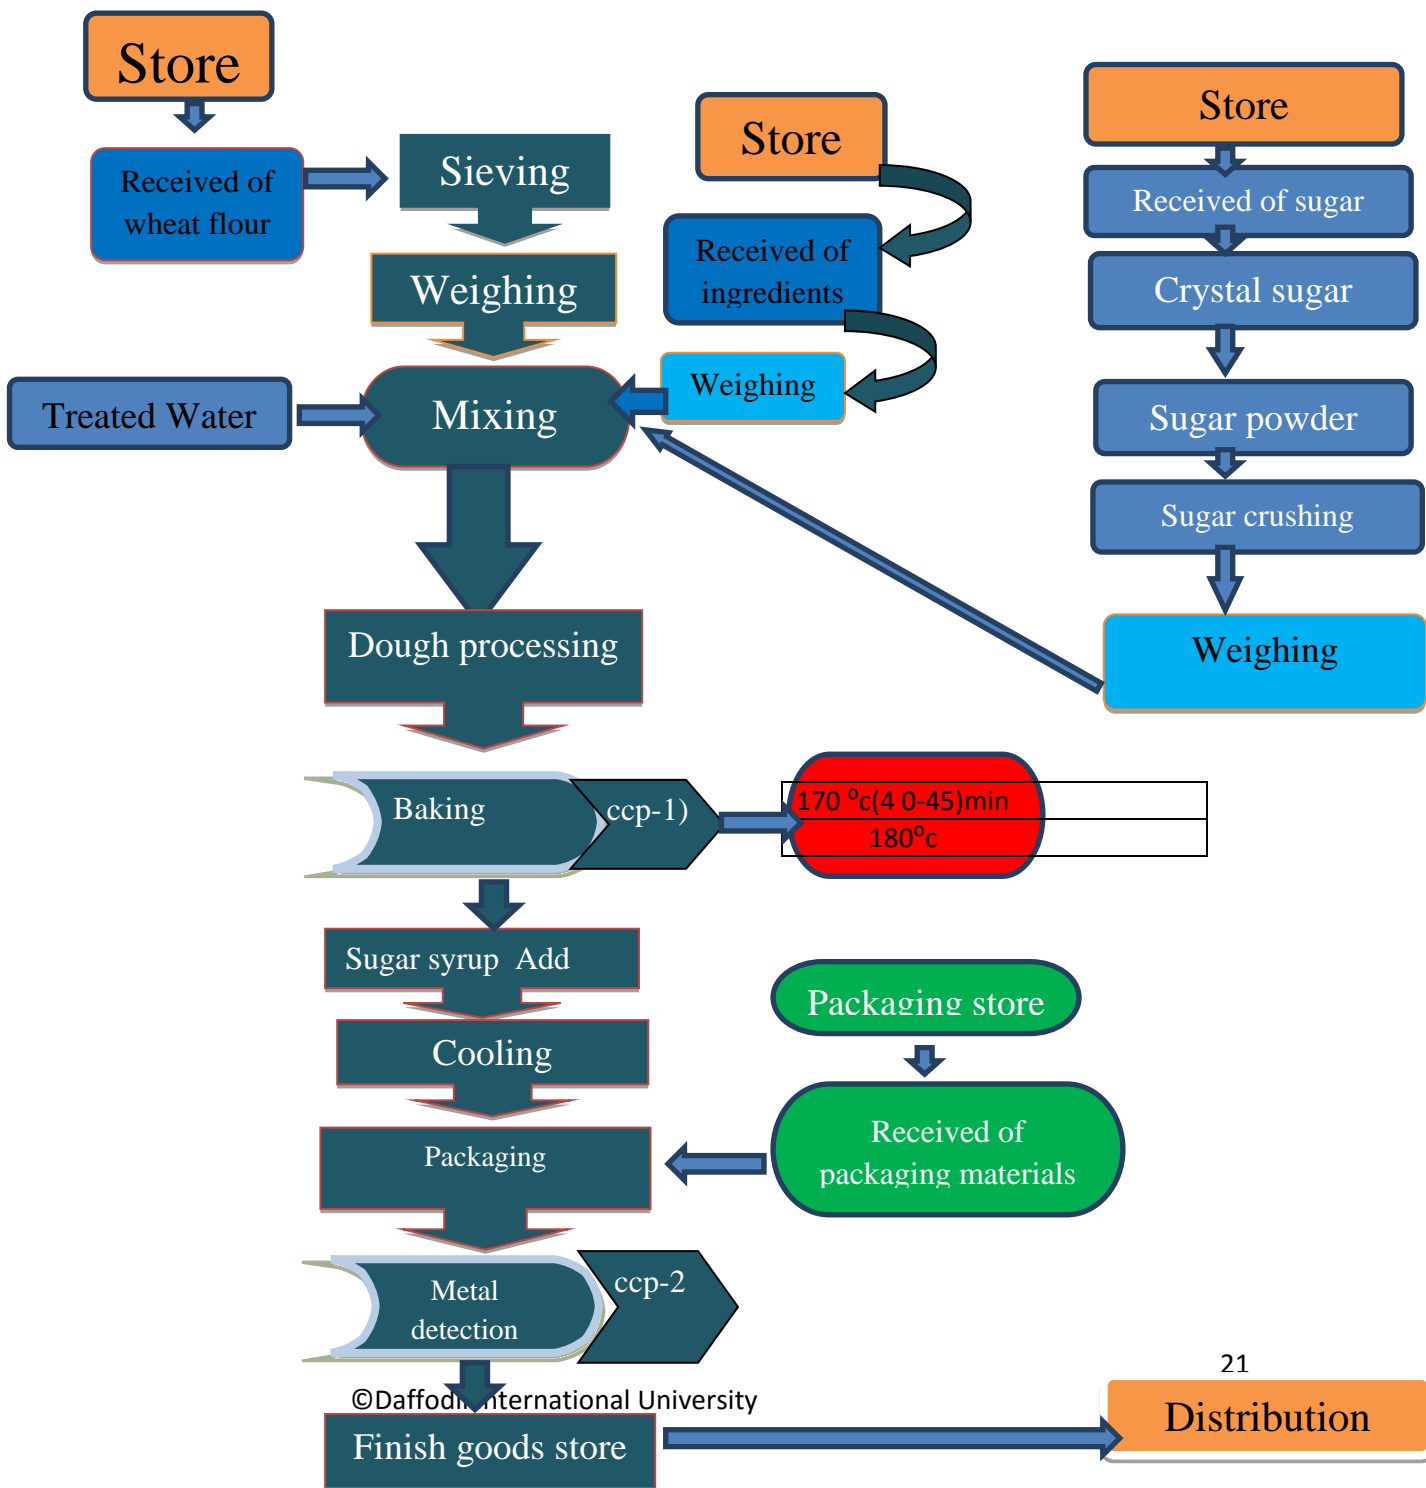 Store
Received of
wheat flour
Sieving
Weighing
Store
Received of
ingredients
Weighing
Store
Received of sugar
Crystal sugar
Sugar powder
Sugar crushing
Weighing
Treated Water
Mixing
Dough processing
Baking
ccp-1)
170 ⁰c(4 0-45)min
180⁰c
Sugar syrup Add
Cooling
Packaging store
Received of
packaging materials
Packaging
Metal
detection
ccp-2
21
©Daffodil International University
Finish goods store
Distribution